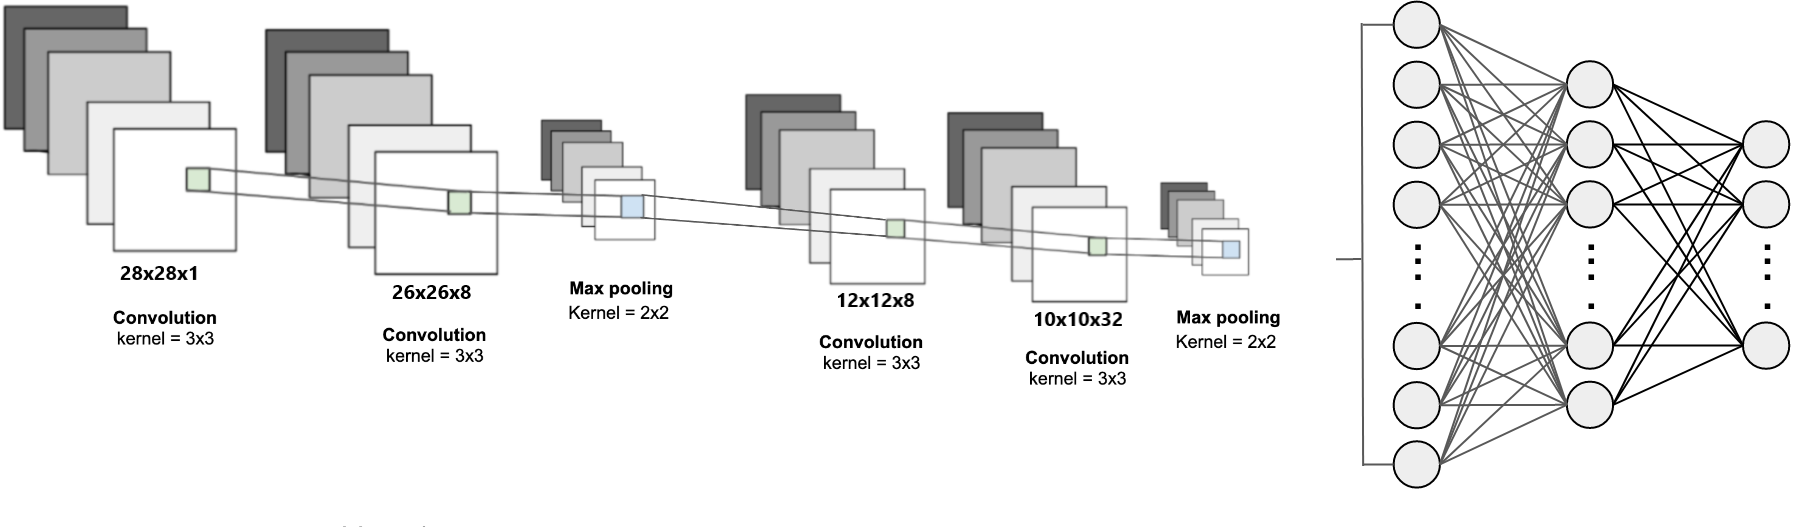 28x28x1
Convolution
kernel = 3x3
26x26x8
Convolution
kernel = 3x3
Max pooling
Kernel = 2x2
12x12x8
Convolution
kernel = 3x3
10x10x32
Convolution
kernel = 3x3
Max pooling
Kernel = 2x2